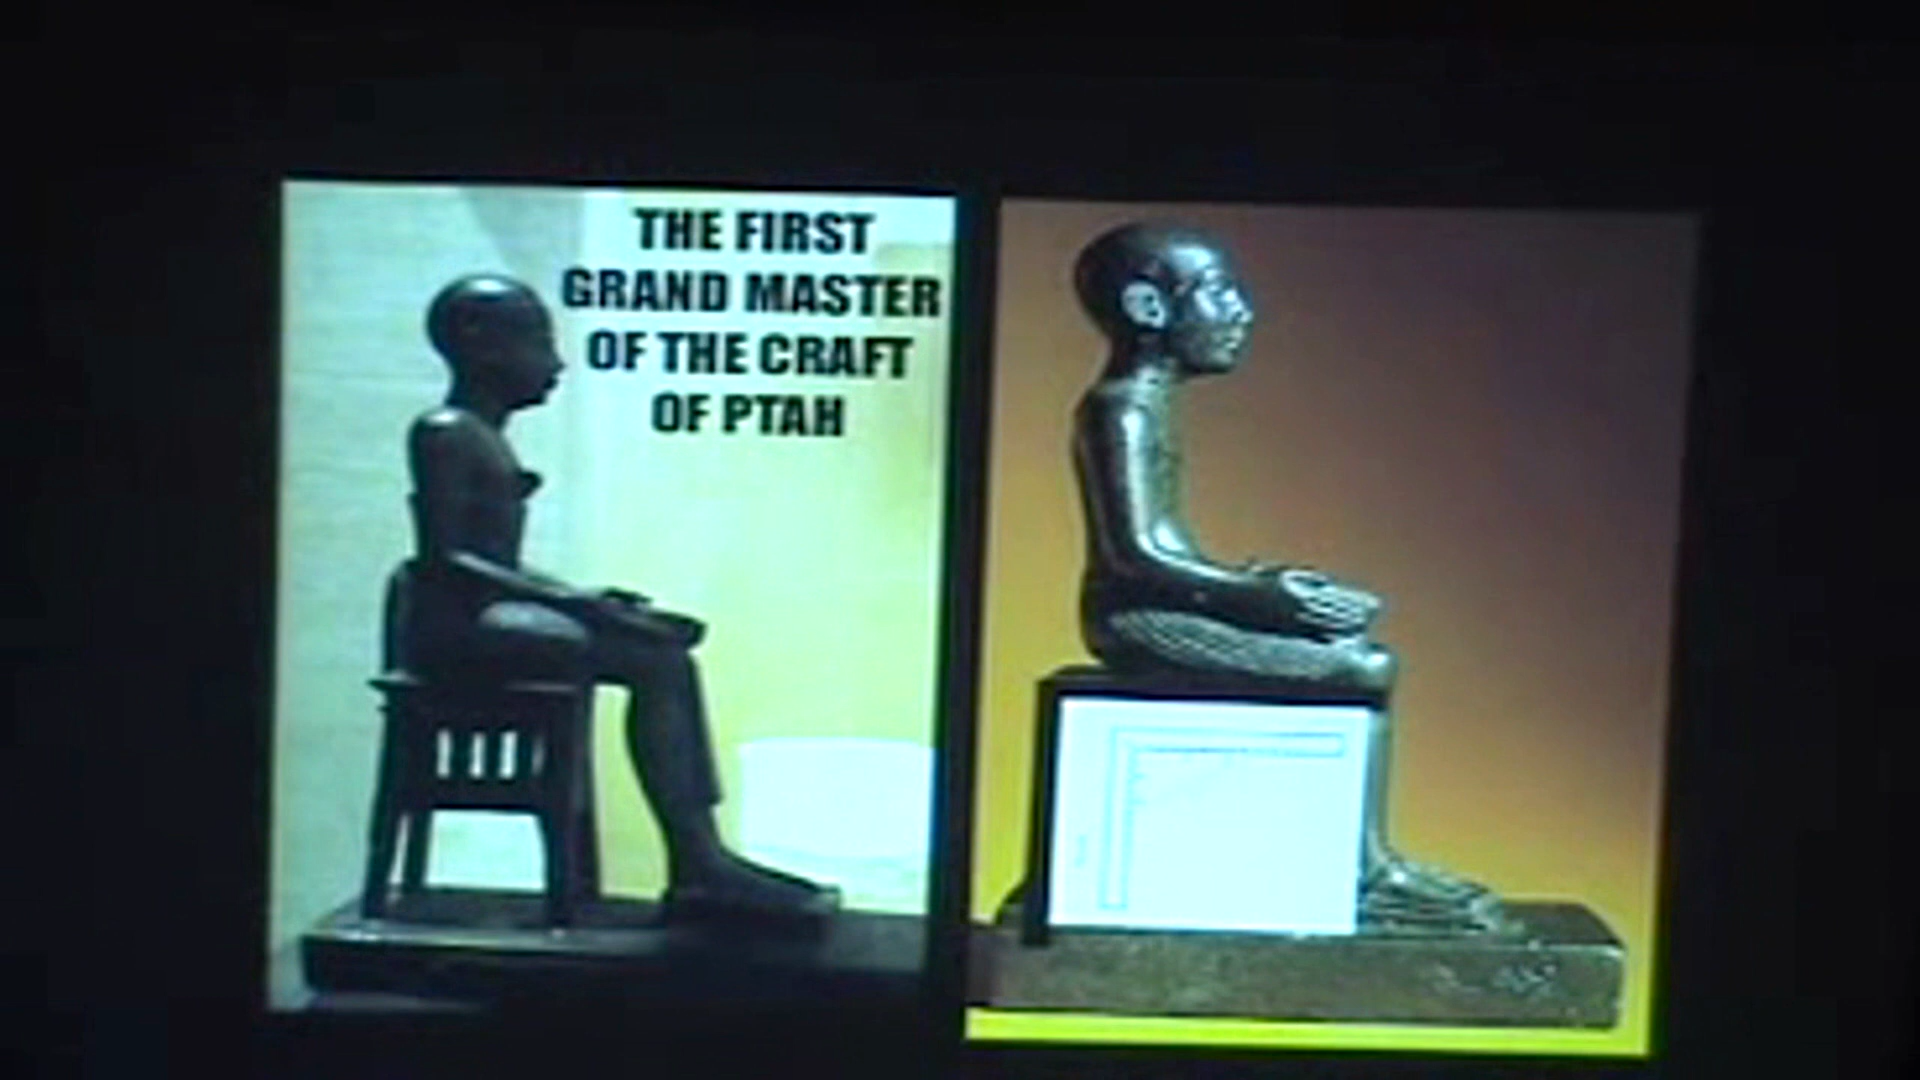 THE FIRST
GRAND MASTER
OF THE CRAFT
OF PTAH